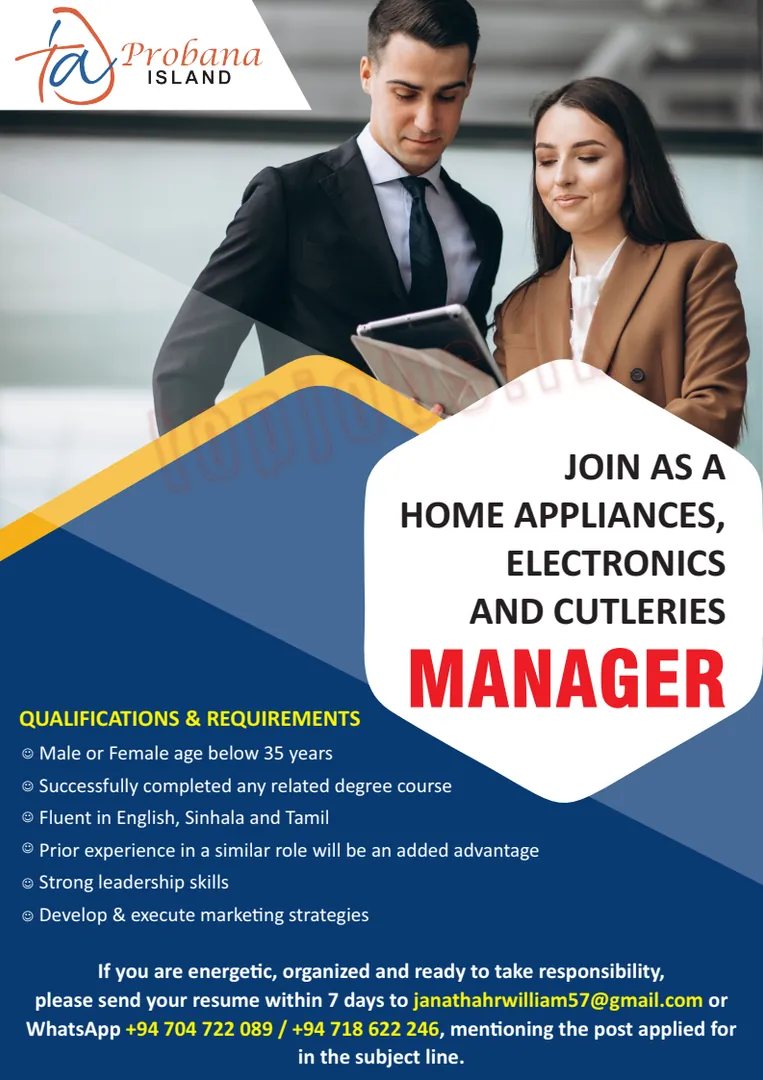 ta Probana
ISLAND
topjobs.lk
JOIN AS A
HOME APPLIANCES,
ELECTRONICS
AND CUTLERIES
MANAGER
QUALIFICATIONS & REQUIREMENTS
☺ Male or Female age below 35 years
☺ Successfully completed any related degree course
☺ Fluent in English, Sinhala and Tamil
☺ Prior experience in a similar role will be an added advantage
☺ Strong leadership skills
☺ Develop & execute marketing strategies
If you are energetic, organized and ready to take responsibility,
please send your resume within 7 days to janathahrwilliam57@gmail.com or
WhatsApp +94 704 722 089 / +94 718 622 246, mentioning the post applied for
in the subject line.